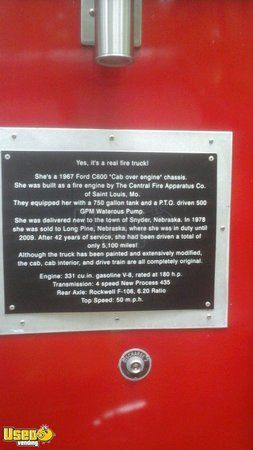 Yes, it's a real fire truck!
She's a 1967 Ford C600 "Cab over engine" chassis.
She was built as a fire engine by The Central Fire Apparatus Co.
of Saint Louis, Mo.
They equipped her with a 750 gallon tank and a P.T.O. driven 500
GPM Waterous Pump.
She was delivered new to the town of Snyder, Nebraska. In 1978
she was sold to Long Pine, Nebraska, where she was in duty until
2009. After 42 years of service, she had been driven a total of
only 5,100 miles!
Although the truck has been painted and extensively modified,
the cab, cab interior, and drive train are all completely original.
Engine: 331 cu.in. gasoline V-8, rated at 180 h.p.
Transmission: 4 speed New Process 435
Rear Axle: Rockwell F-106, 6.20 Ratio
Top Speed: 50 m.p.h.
Used
vending